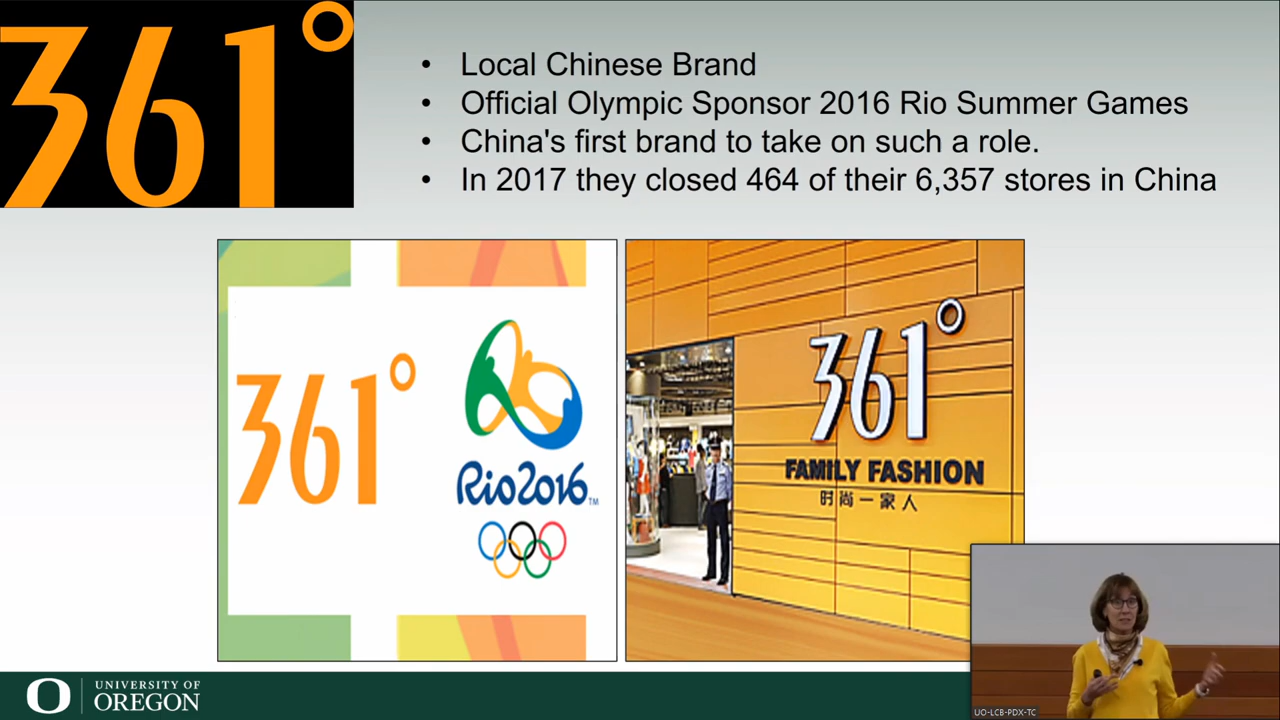 361°
• Local Chinese Brand
• Official Olympic Sponsor 2016 Rio Summer Games
• China's first brand to take on such a role.
• In 2017 they closed 464 of their 6,357 stores in China
361°
Rio2016™
361°
FAMILY FASHION
时尚一家人
UNIVERSITY OF
OREGON
UO-LCB-PDX-TC